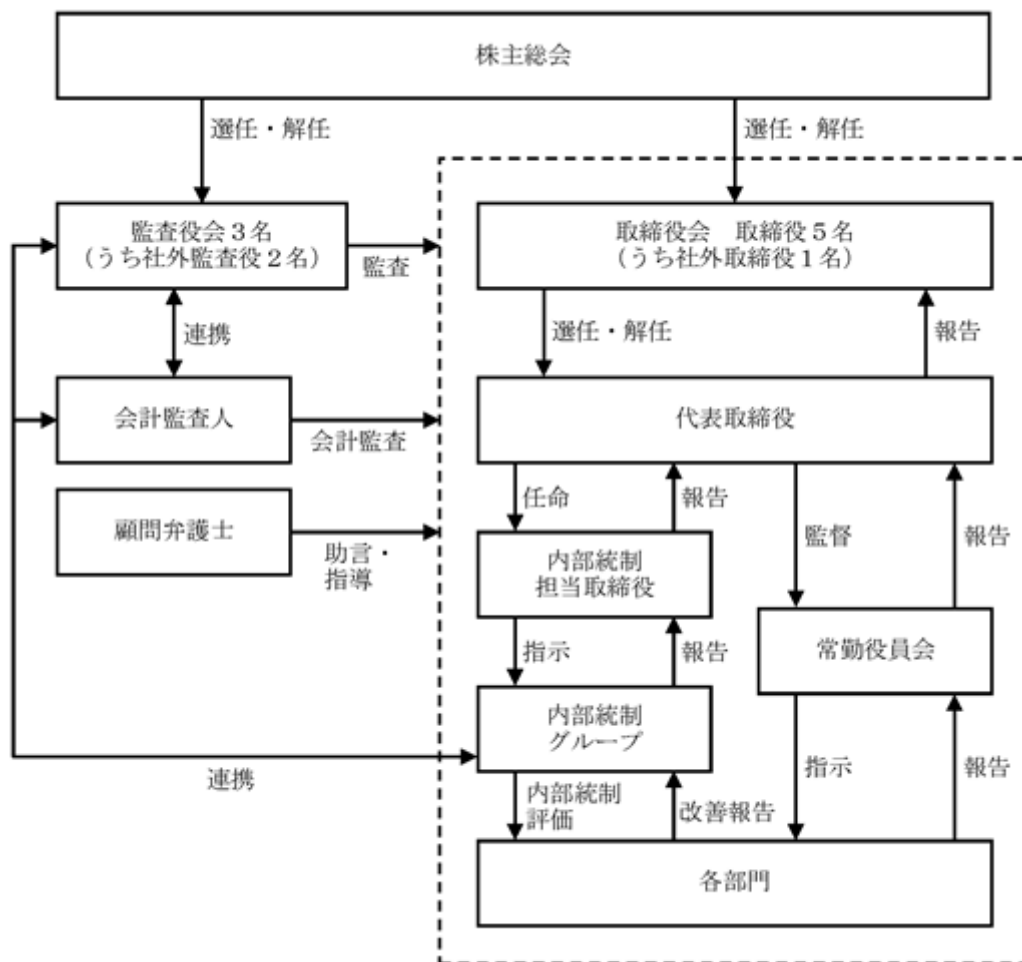 株主総会
選任・解任
選任・解任
監査役会3名
(うち社外監査役2名)
監査
取締役会　取締役5名
(うち社外取締役1名)
連携
選任・解任
報告
会計監査人
会計監査
代表取締役
顧問弁護士
助言・
指導
任命
報告
監督
報告
内部統制
担当取締役
常勤役員会
指示
報告
内部統制
グループ
連携
指示
報告
内部統制
評価
改善報告
各部門